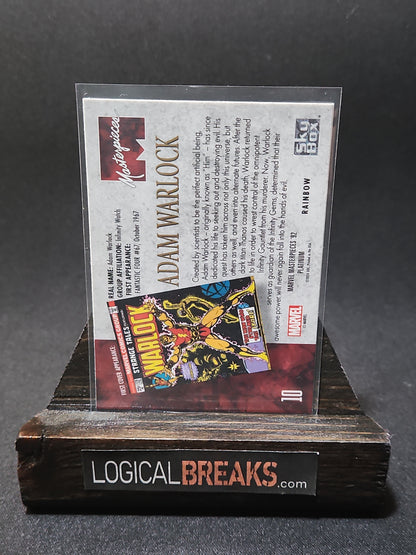 Masterpieces
REAL NAME: Adam Warlock
GROUP AFFILIATION: Infinity Watch
FIRST APPEARANCE:
FANTASTIC FOUR #67, October 1967
ADAM WARLOCK
Created by scientists to be the perfect artificial being,
Adam Warlock – originally known as "Him" – has since
dedicated his life to seeking out and destroying evil. His
quest has taken him across not only this universe, but
others as well, and even into alternate futures. After the
mad Titan Thanos caused his death, Warlock returned
to life in order to wrest control of the omnipotent
Infinity Gauntlet from his murderer. Now, Warlock
serves as guardian of the Infinity Gems, determined that their
awesome power will never again fall into the hands of evil.
MARVEL MASTERPIECES '92
PLATINUM
RAINBOW
SkyBox
MARVEL
FIRST COVER APPEARANCE:
STRANGE TALES
WARLOCK
10
LOGICALBREAKS.com